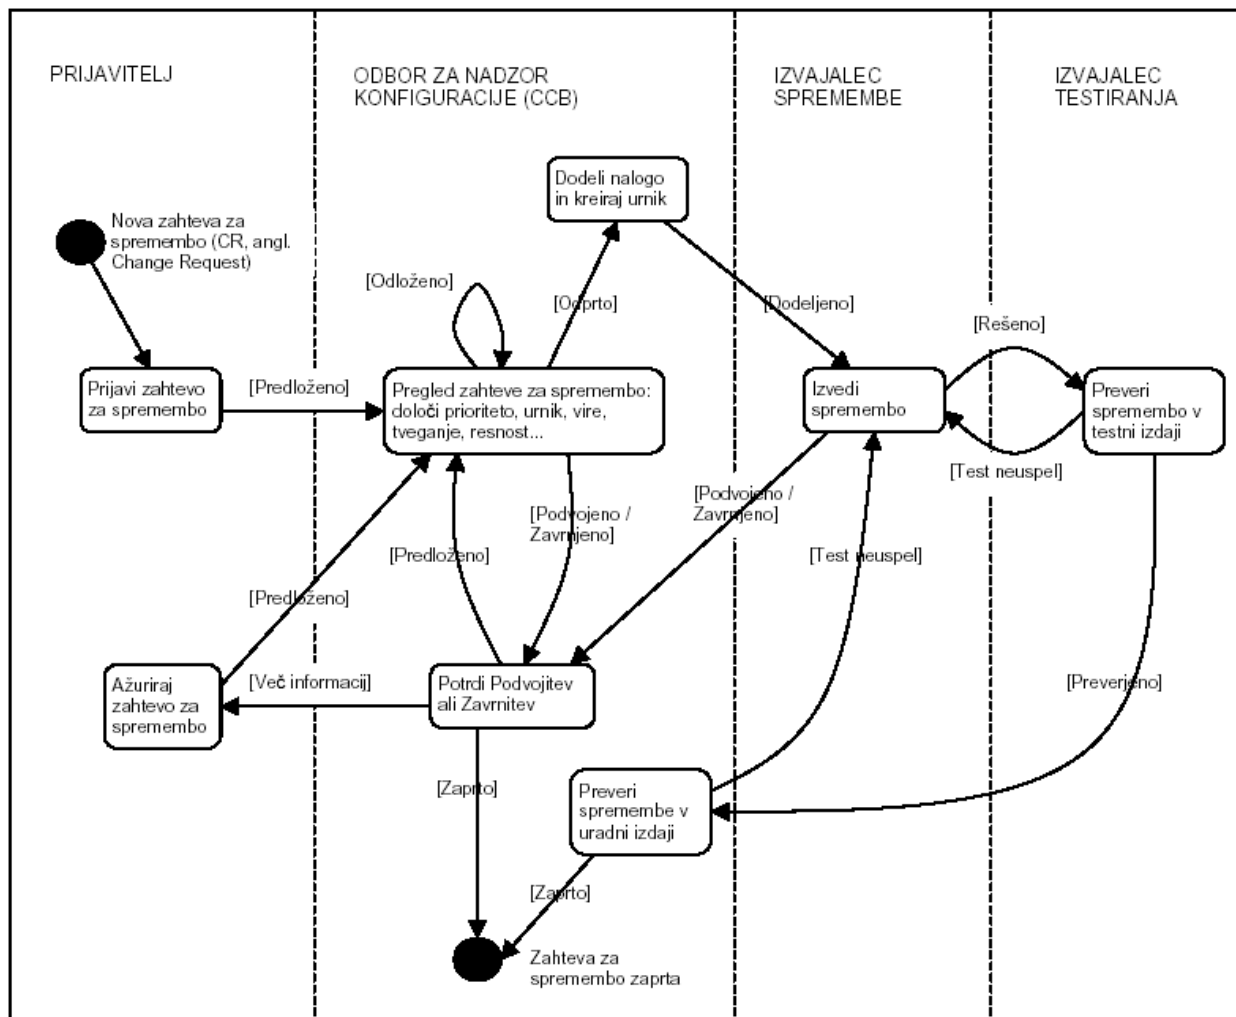 PRIJAVITELJ
ODBOR ZA NADZOR
KONFIGURACIJE (CCB)
IZVAJALEC
SPREMEMBE
IZVAJALEC
TESTIRANJA
Dodeli nalogo
in kreiraj urnik
Nova zahteva za
spremembo (CR, angl.
Change Request)
[Odloženo]
[Odprto]
[Dodeljeno]
[Rešeno]
Prijavi zahtevo
za spremembo
[Predloženo]
Pregled zahteve za spremembo:
določi prioriteto, urnik, vire,
tveganje, resnost...
Izvedi
spremembo
Preveri
spremembo v
testni izdaji
[Test neuspel]
[Podvojeno /
Zavrnjeno]
[Podvojeno /
Zavrnjeno]
[Predloženo]
[Test neuspel]
[Predloženo]
Ažuriraj
zahtevo za
spremembo
[Več informacij]
Potrdi Podvojitev
ali Zavrnitev
[Preverjeno]
[Zaprto]
Preveri
spremembe v
uradni izdaji
[Zaprto]
Zahteva za
spremembo zaprta